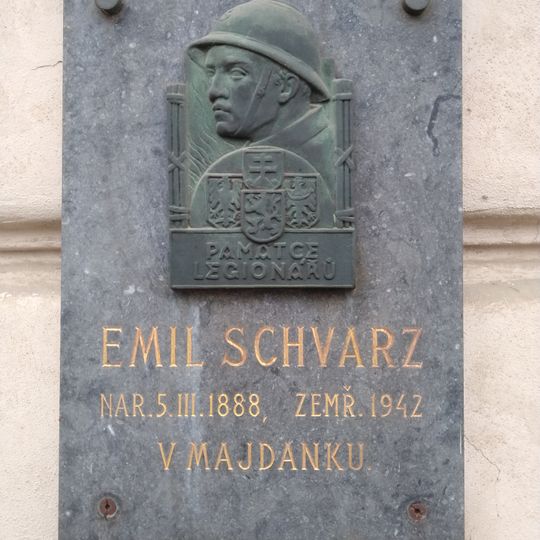 PAMÁTCE
LEGIONÁŘŮ
EMIL SCHVARZ
NAR. 5. III. 1888, ZEMŘ. 1942
V MAJDANKU.